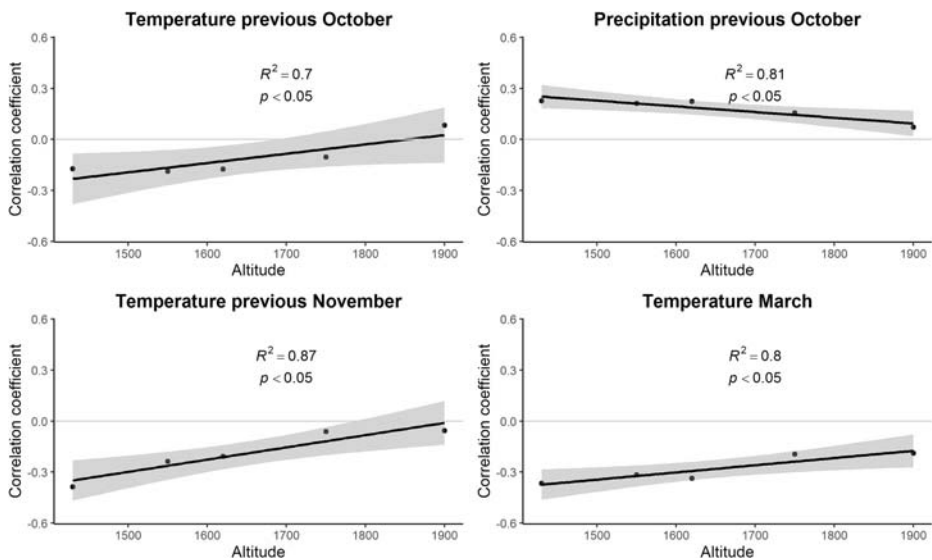 Temperature previous October
Correlation coefficient
0.6
0.3
0.0
-0.3
-0.6
R² = 0.7
p < 0.05
1500
1600
1700
1800
1900
Altitude
Precipitation previous October
Correlation coefficient
0.6
0.3
0.0
-0.3
-0.6
R² = 0.81
p < 0.05
1500
1600
1700
1800
1900
Altitude
Temperature previous November
Correlation coefficient
0.6
0.3
0.0
-0.3
-0.6
R² = 0.87
p < 0.05
1500
1600
1700
1800
1900
Altitude
Temperature March
Correlation coefficient
0.6
0.3
0.0
-0.3
-0.6
R² = 0.8
p < 0.05
1500
1600
1700
1800
1900
Altitude